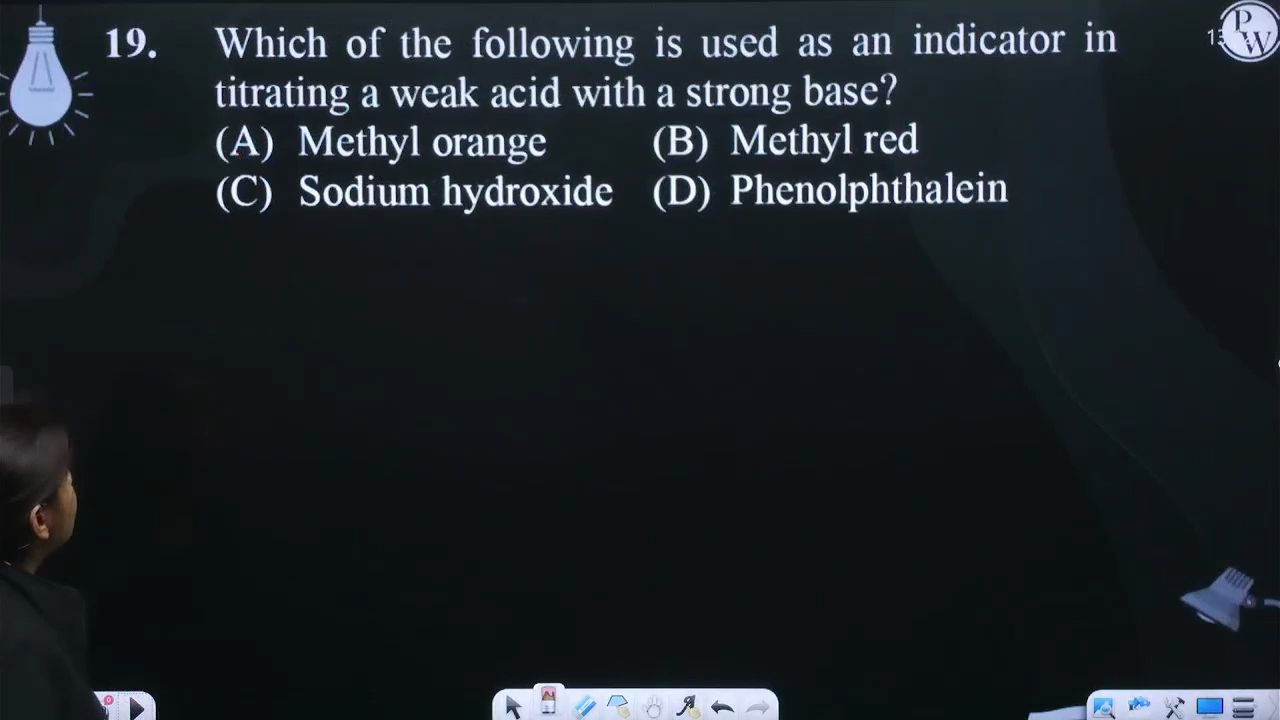 19. Which of the following is used as an indicator in
titrating a weak acid with a strong base?
(A) Methyl orange (B) Methyl red
(C) Sodium hydroxide (D) Phenolphthalein
PW